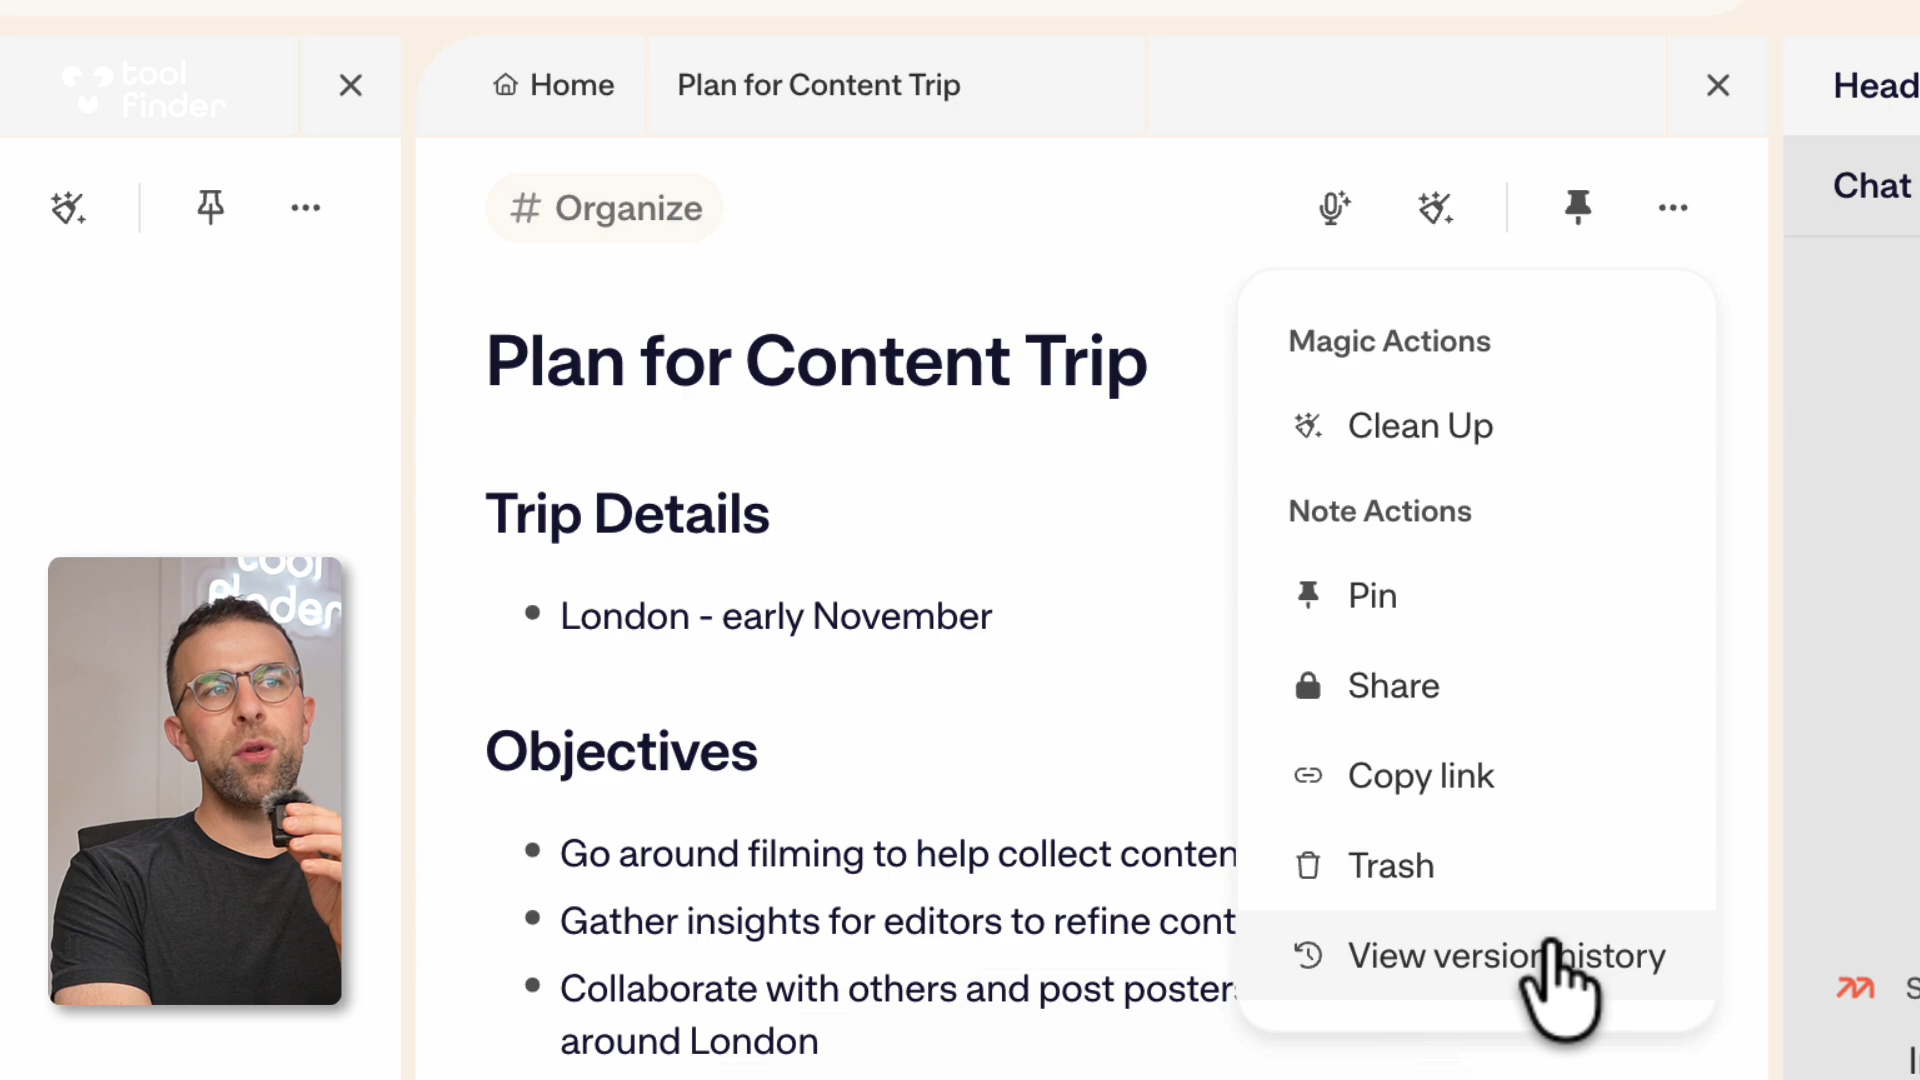 tool
finder
Home
Plan for Content Trip
Head
Chat
# Organize
Plan for Content Trip
Magic Actions
Clean Up
Trip Details
Note Actions
London - early November
Pin
Share
Objectives
Copy link
Go around filming to help collect conten
Trash
Gather insights for editors to refine cont
View version history
Collaborate with others and post poster
around London
tool
finder